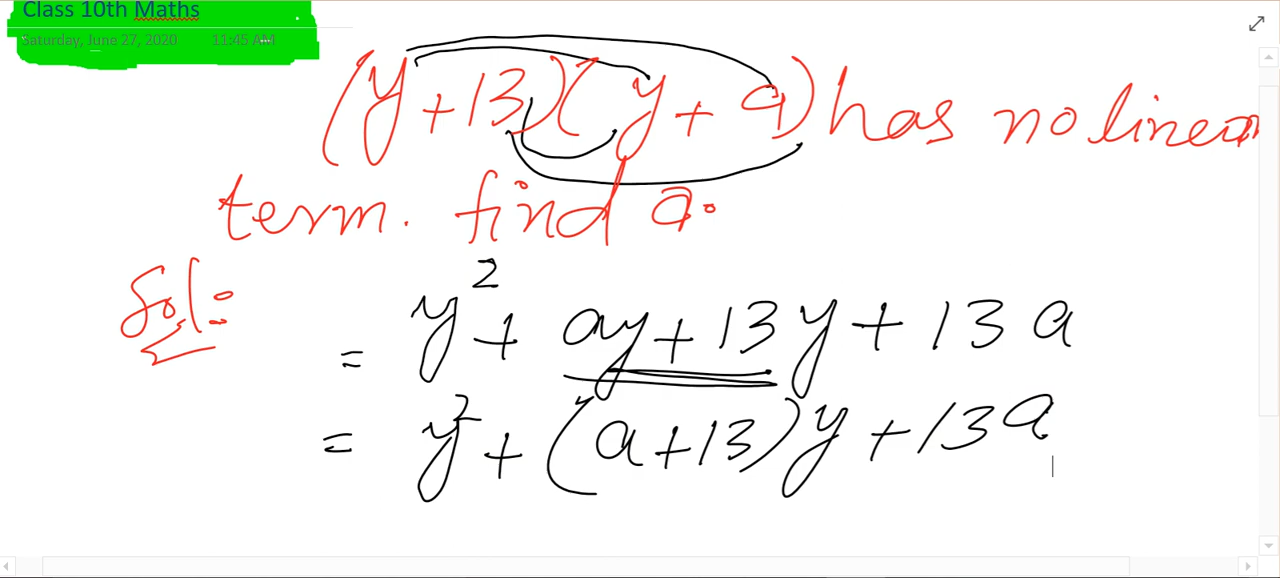 Class 10th Maths
Saturday, June 27, 2020 11:45 AM
(y+13)(y+a) has no linear
term. find a.
Sol:
= y² + ay + 13y + 13a
= y² + (a+13)y + 13a